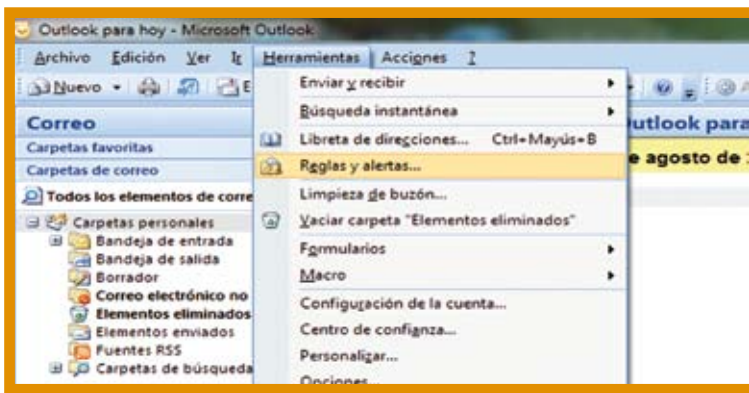 Outlook para hoy - Microsoft Outlook
Archivo Edición Ver Ir Herramientas Acciones ?
Nuevo
Enviar y recibir
Búsqueda instantánea
Libreta de direcciones... Ctrl+Mayús+B
Reglas y alertas...
Limpieza de buzón...
Vaciar carpeta "Elementos eliminados"
Formularios
Macro
Configuración de la cuenta...
Centro de confianza...
Personalizar...
Opciones...
Correo
Carpetas favoritas
Carpetas de correo
Todos los elementos de corre
Carpetas personales
Bandeja de entrada
Bandeja de salida
Borrador
Correo electrónico no
Elementos eliminados
Elementos enviados
Fuentes RSS
Carpetas de búsqueda
utlook para
e agosto de